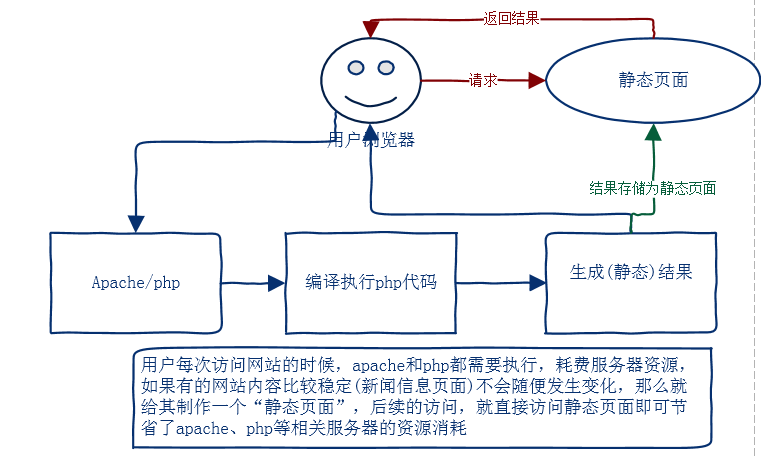 返回结果
请求
静态页面
用户浏览器
结果存储为静态页面
Apache/php
编译执行php代码
生成(静态)结果
用户每次访问网站的时候，apache和php都需要执行，耗费服务器资源，
如果有的网站内容比较稳定(新闻信息页面)不会随便发生变化，那么就
给其制作一个“静态页面”，后续的访问，就直接访问静态页面即可节
省了apache、php等相关服务器的资源消耗